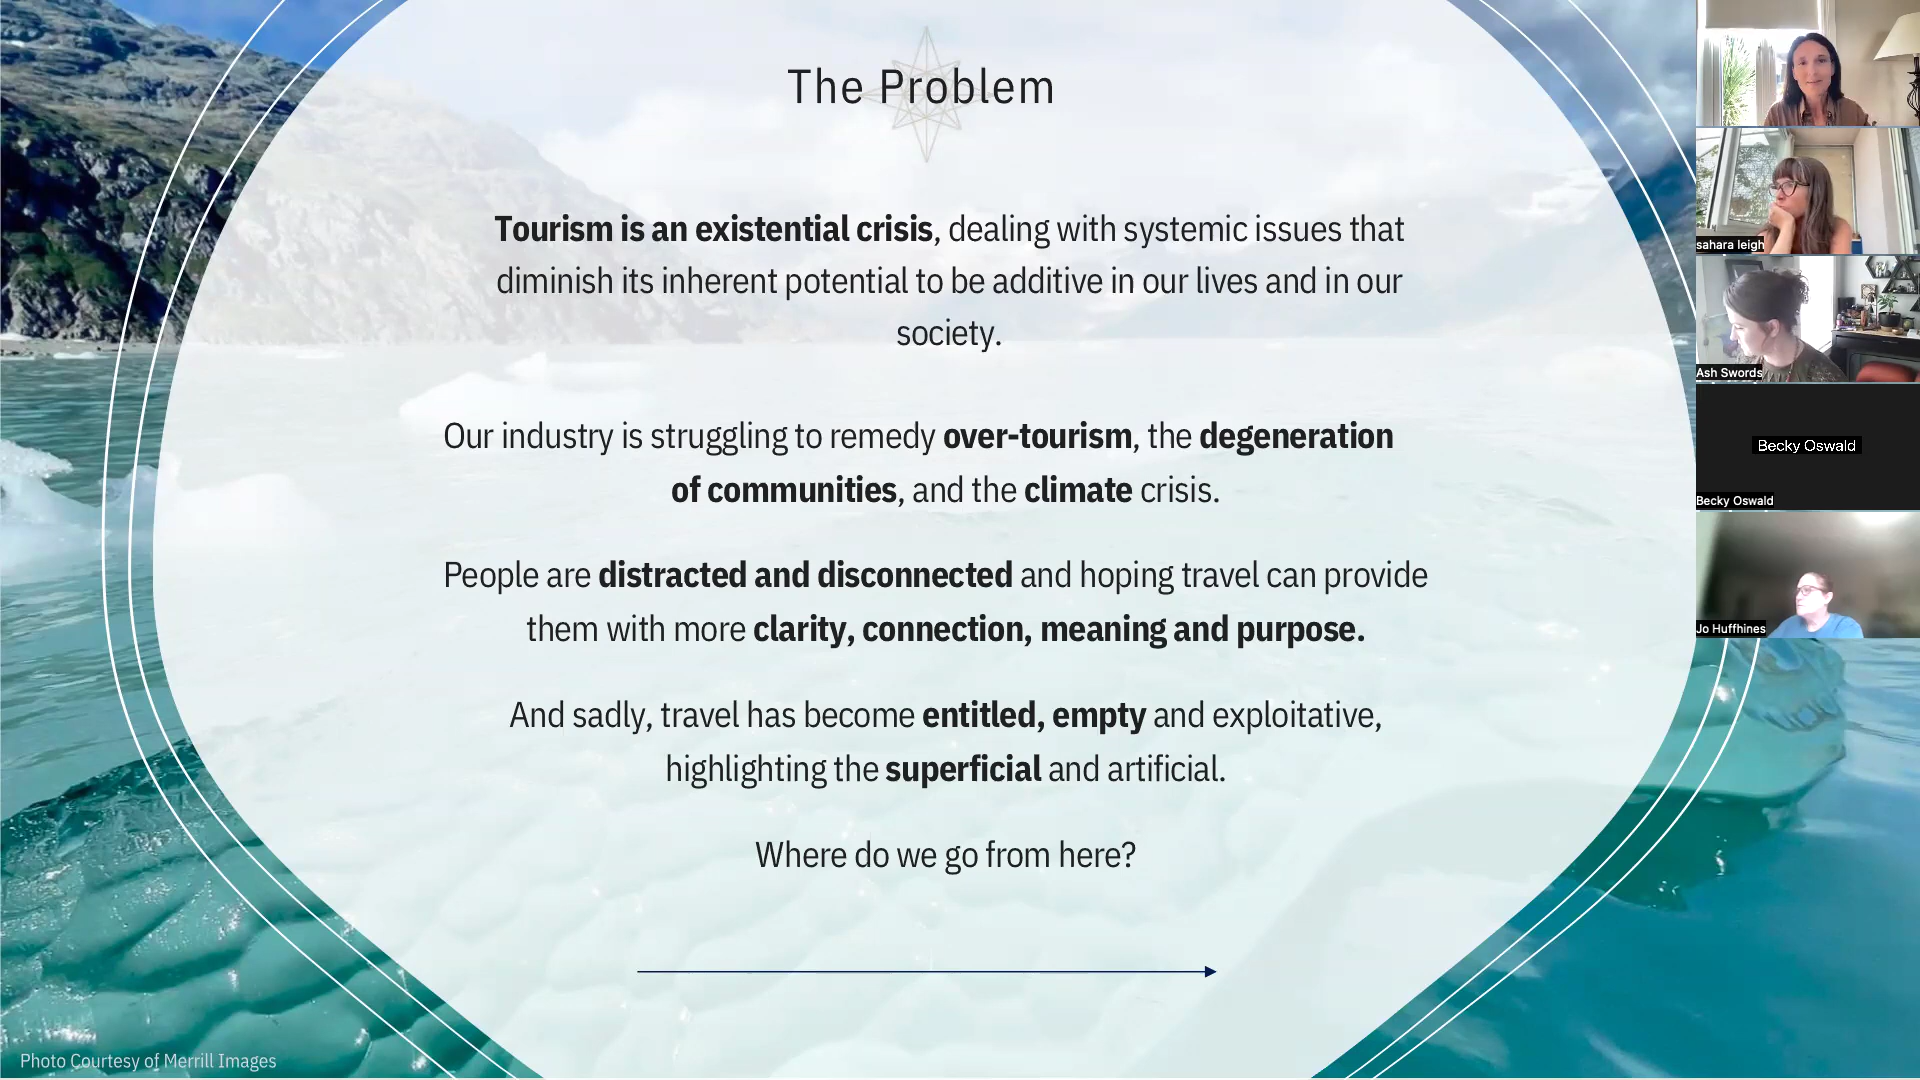 The Problem
Tourism is an existential crisis, dealing with systemic issues that
diminish its inherent potential to be additive in our lives and in our
society.
Our industry is struggling to remedy over-tourism, the degeneration
of communities, and the climate crisis.
People are distracted and disconnected and hoping travel can provide
them with more clarity, connection, meaning and purpose.
And sadly, travel has become entitled, empty and exploitative,
highlighting the superficial and artificial.
Where do we go from here?
Photo Courtesy of Merrill Images
sahara leigh
Ash Swords
Becky Oswald
Becky Oswald
Jo Huffhines